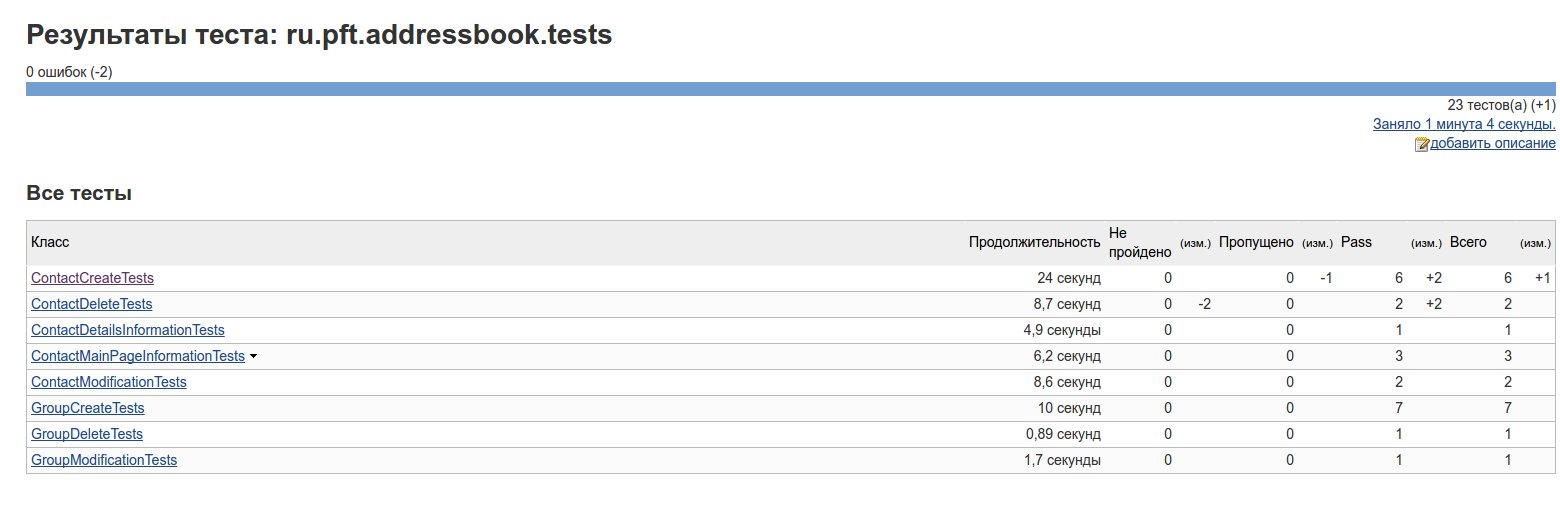 Результаты теста: ru.pft.addressbook.tests
0 ошибок (-2)
23 тестов(а) (+1)
Заняло 1 минута 4 секунды.
добавить описание
Все тесты
Класс Продолжительность Не пройдено (изм.) Пропущено (изм.) Pass (изм.) Всего (изм.)
ContactCreateTests 24 секунд 0 0 -1 6 +2 6 +1
ContactDeleteTests 8,7 секунд 0 -2 0 2 +2 2
ContactDetailsInformationTests 4,9 секунды 0 0 1 1
ContactMainPageInformationTests 6,2 секунд 0 0 3 3
ContactModificationTests 8,6 секунд 0 0 2 2
GroupCreateTests 10 секунд 0 0 7 7
GroupDeleteTests 0,89 секунд 0 0 1 1
GroupModificationTests 1,7 секунды 0 0 1 1